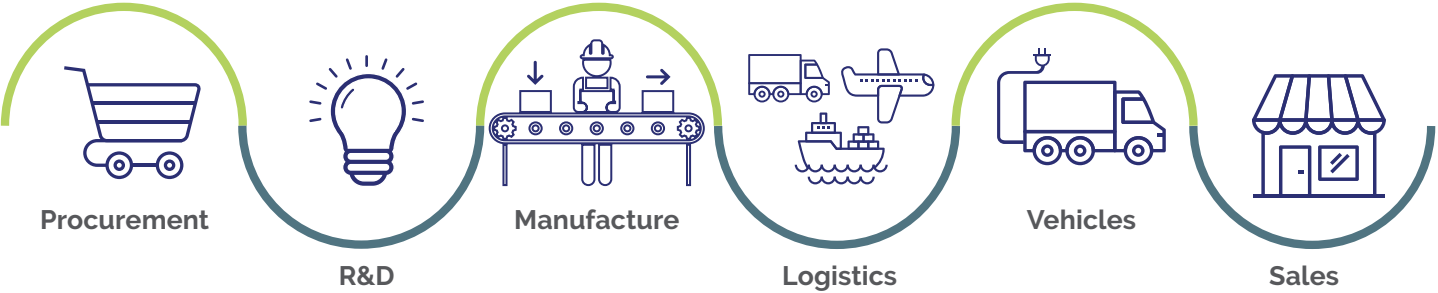 Procurement
R&D
Manufacture
Logistics
Vehicles
Sales